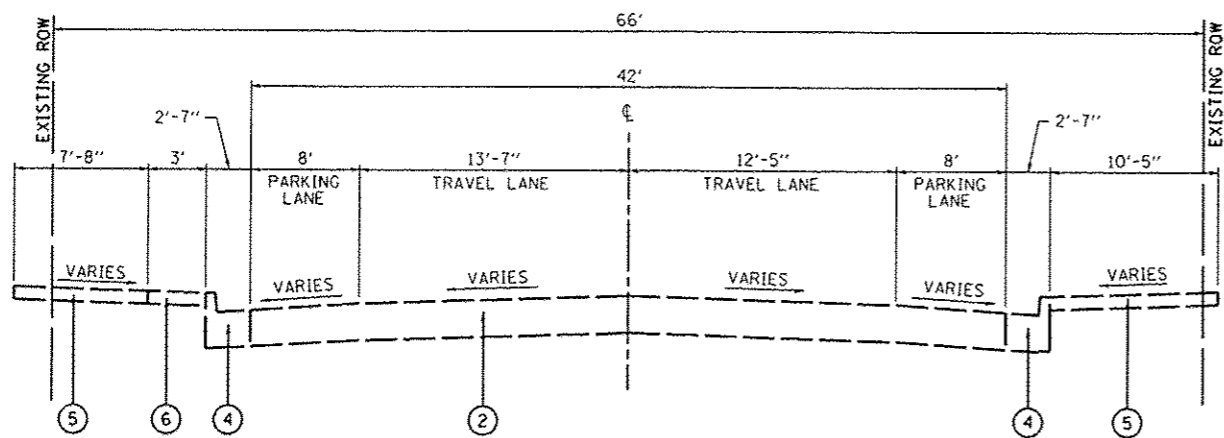 66'
EXISTING ROW
EXISTING ROW
42'
℄
2'-7"
2'-7"
7'-8"
3'
8'
13'-7"
12'-5"
8'
10'-5"
PARKING
LANE
TRAVEL LANE
TRAVEL LANE
PARKING
LANE
VARIES
VARIES
VARIES
VARIES
VARIES
VARIES
5
6
4
2
4
5